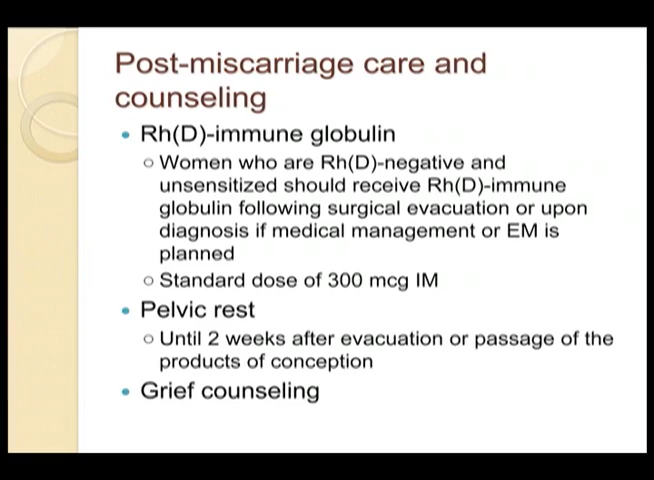 Post-miscarriage care and
counseling
• Rh(D)-immune globulin
○ Women who are Rh(D)-negative and
unsensitized should receive Rh(D)-immune
globulin following surgical evacuation or upon
diagnosis if medical management or EM is
planned
○ Standard dose of 300 mcg IM
• Pelvic rest
○ Until 2 weeks after evacuation or passage of the
products of conception
• Grief counseling